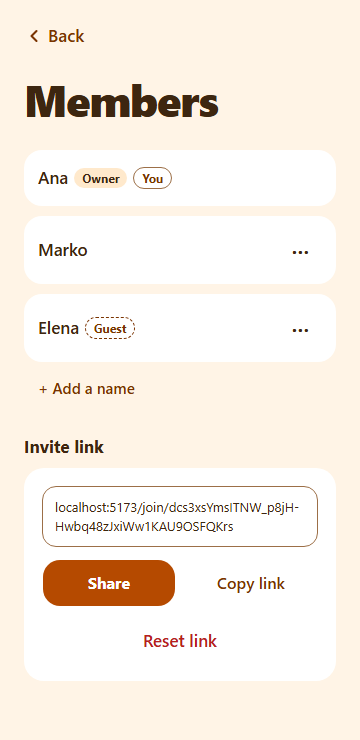 Back
Members
Ana Owner You
Marko ...
Elena Guest ...
+ Add a name
Invite link
localhost:5173/join/dcs3xsYmsITNW_p8jH-
Hwbq48zJxiWw1KAU9OSFQKrs
Share Copy link
Reset link